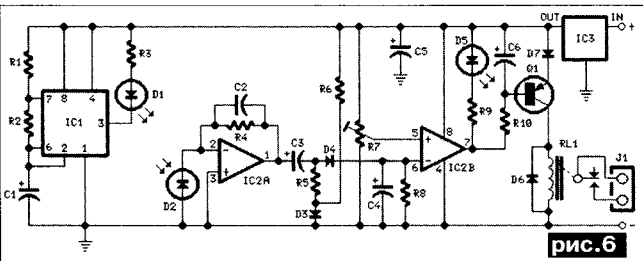 OUT
IN
IC3
+
-
R1
R2
7
8
4
IC1
3
6
2
1
C1
R3
D1
C2
R4
2
3
1
IC2A
D2
C3
R5
D3
D4
R6
R7
C4
R8
C5
5
6
8
4
7
IC2B
D5
R9
C6
R10
Q1
D7
D6
RL1
J1
рис.6